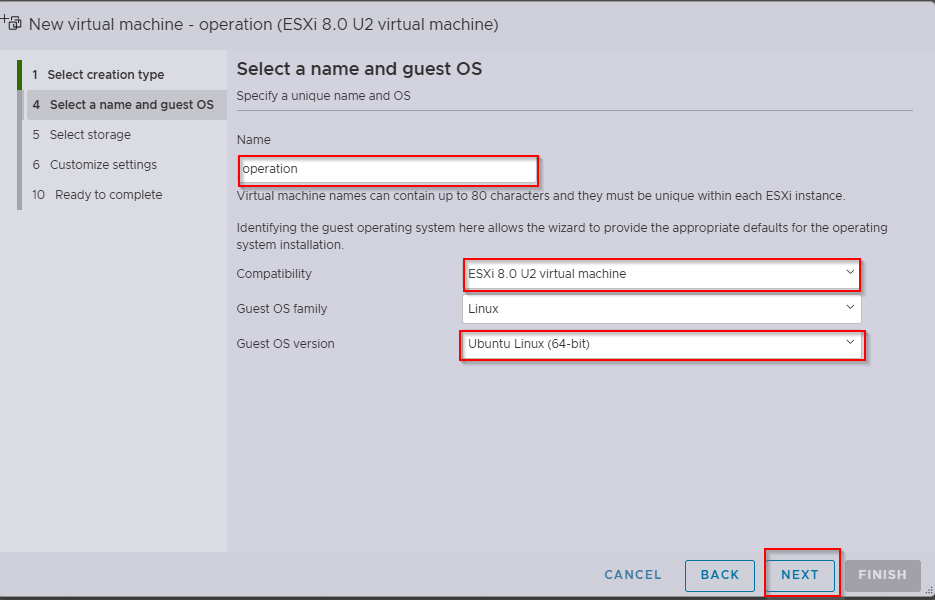 New virtual machine - operation (ESXi 8.0 U2 virtual machine)
1 Select creation type
4 Select a name and guest OS
5 Select storage
6 Customize settings
10 Ready to complete
Select a name and guest OS
Specify a unique name and OS
Name
operation
Virtual machine names can contain up to 80 characters and they must be unique within each ESXi instance.
Identifying the guest operating system here allows the wizard to provide the appropriate defaults for the operating
system installation.
Compatibility
ESXi 8.0 U2 virtual machine
Guest OS family
Linux
Guest OS version
Ubuntu Linux (64-bit)
CANCEL
BACK
NEXT
FINISH